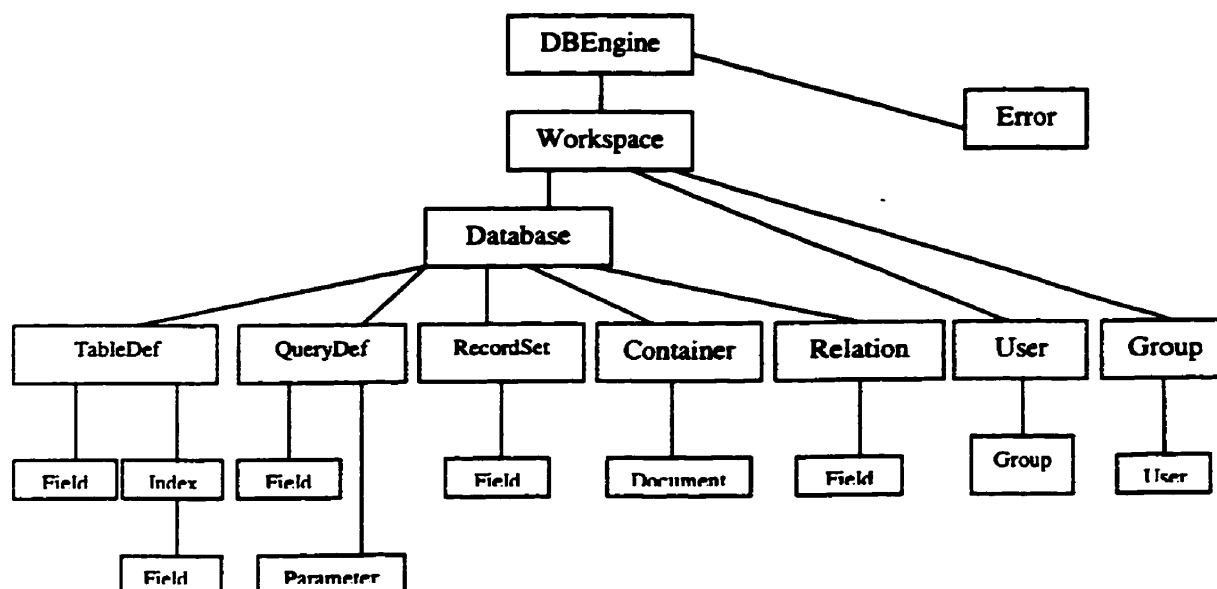 DBEngine
Error
Workspace
Database
TableDef
QueryDef
RecordSet
Container
Relation
User
Group
Field
Index
Field
Field
Document
Field
Group
User
Field
Parameter